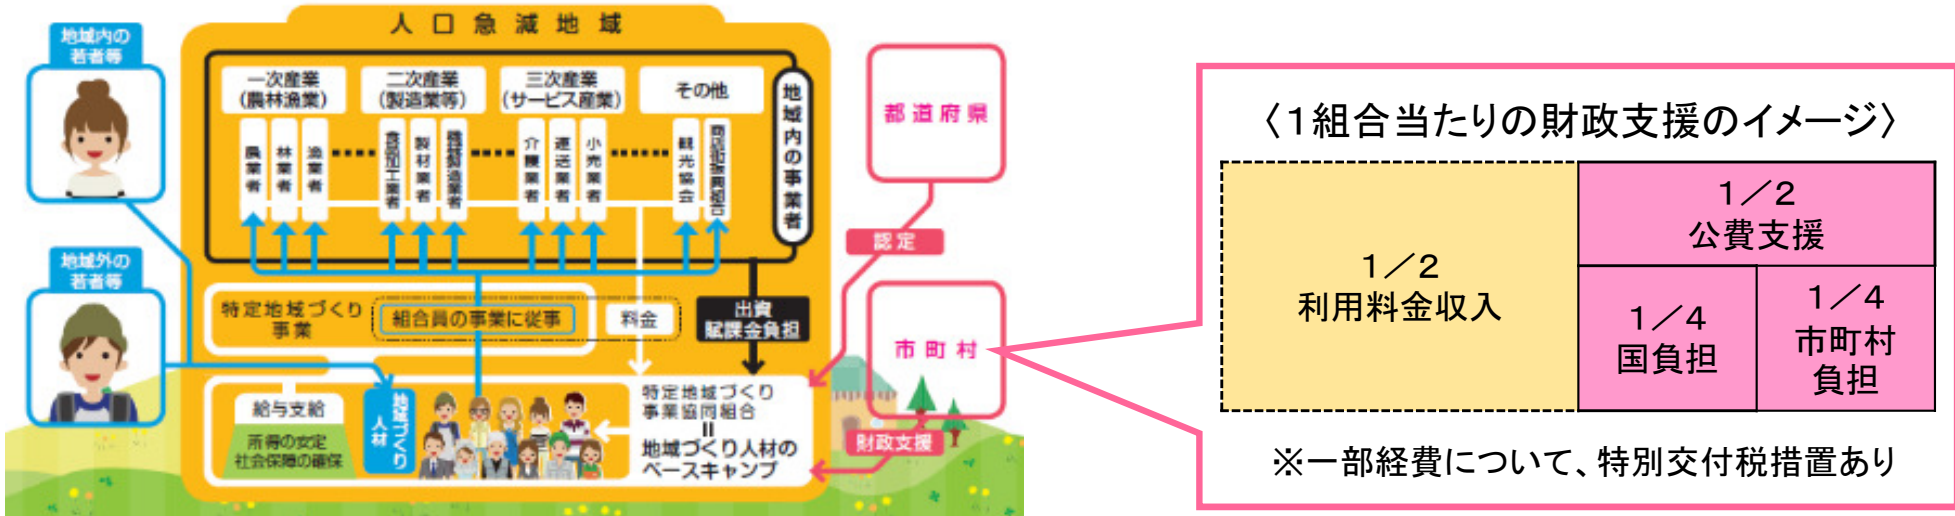 人口急減地域
地域内の
若者等
一次産業
(農林漁業)
二次産業
(製造業等)
三次産業
(サービス産業)
その他
農業者
林業者
漁業者
食品加工業者
製材業者
機械製造業者
介護業者
運送業者
小売業者
観光協会
商店街振興組合
地域内の事業者
都道府県
認定
地域外の
若者等
特定地域づくり
事業
組合員の事業に従事
料金
出資
賦課金負担
市町村
給与支給
所得の安定
社会保障の確保
地域づくり
人材
特定地域づくり
事業協同組合
＝
地域づくり人材の
ベースキャンプ
財政支援
〈１組合当たりの財政支援のイメージ〉
１／２
利用料金収入
１／２
公費支援
１／４
国負担
１／４
市町村
負担
※一部経費について、特別交付税措置あり